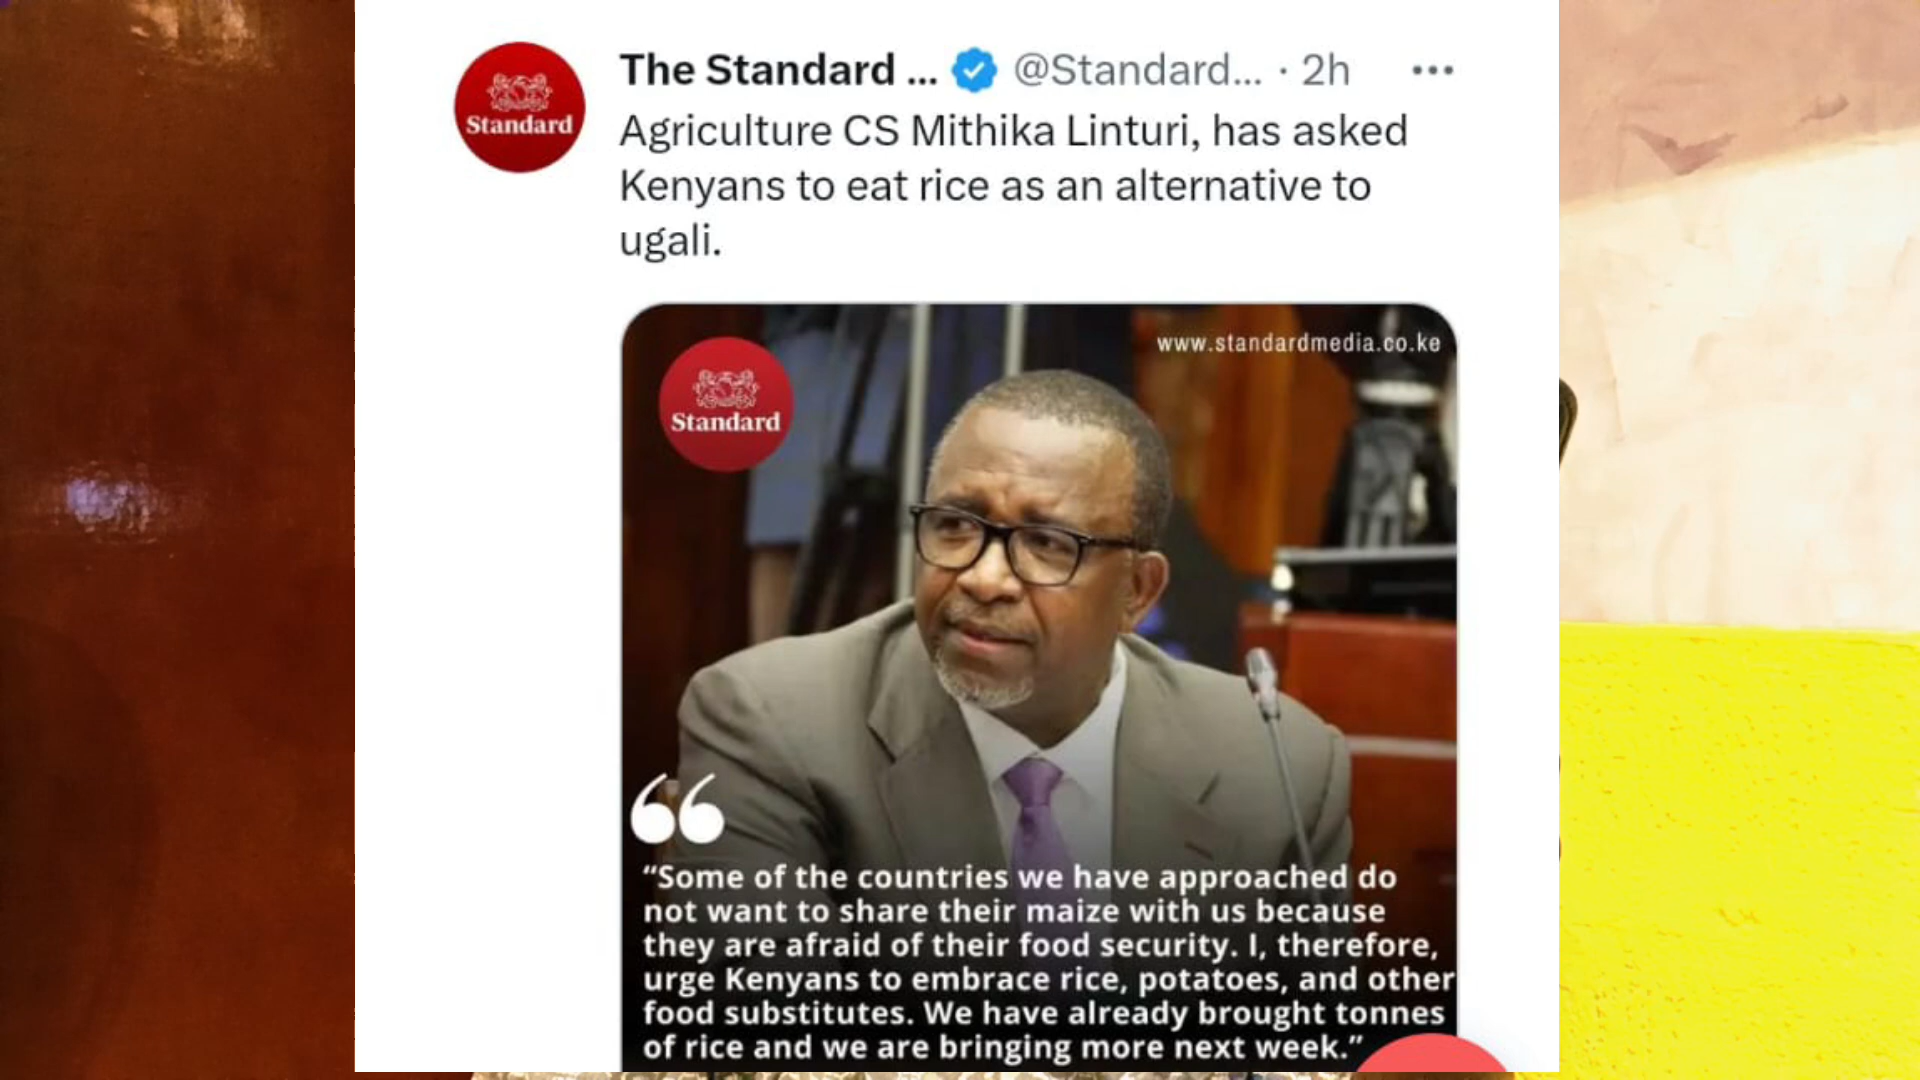 The Standard ... @Standard... · 2h
Standard
Agriculture CS Mithika Linturi, has asked
Kenyans to eat rice as an alternative to
ugali.
www.standardmedia.co.ke
Standard
“Some of the countries we have approached do
not want to share their maize with us because
they are afraid of their food security. I, therefore,
urge Kenyans to embrace rice, potatoes, and other
food substitutes. We have already brought tonnes
of rice and we are bringing more next week.”